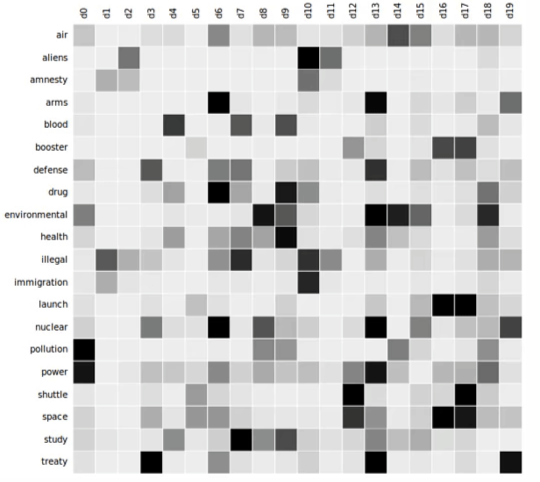 d0 d1 d2 d3 d4 d5 d6 d7 d8 d9 d10 d11 d12 d13 d14 d15 d16 d17 d18 d19
air
aliens
amnesty
arms
blood
booster
defense
drug
environmental
health
illegal
immigration
launch
nuclear
pollution
power
shuttle
space
study
treaty